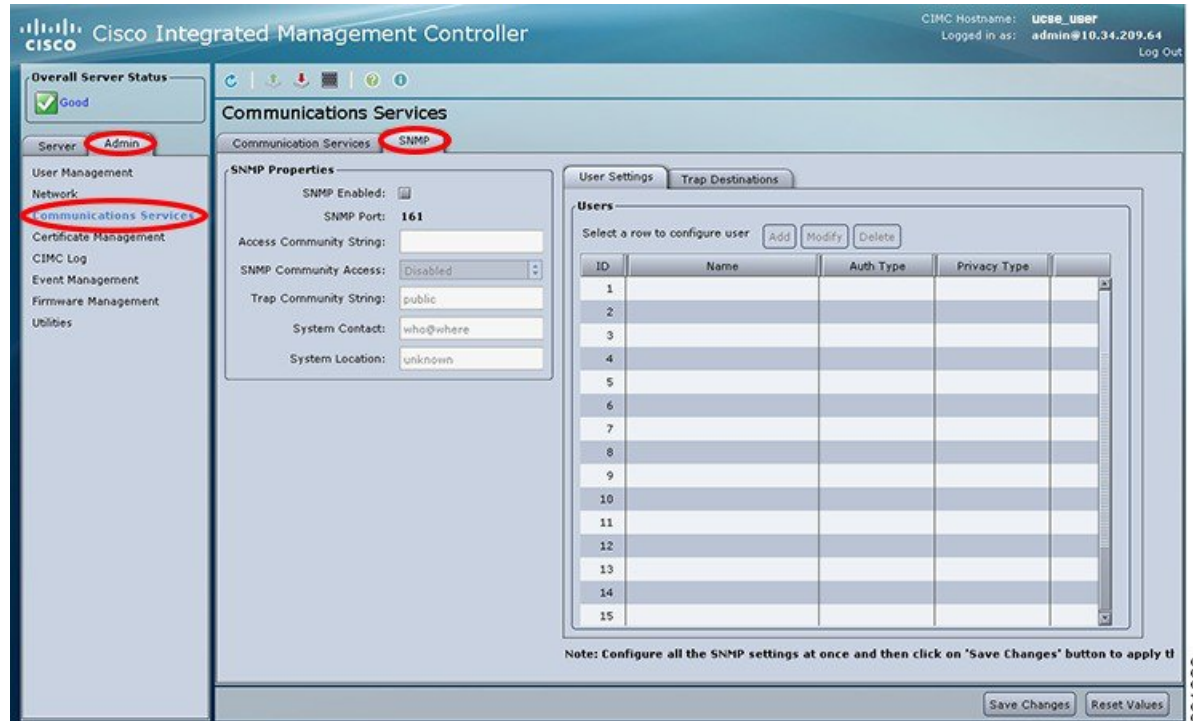 CISCO Cisco Integrated Management Controller
CIMC Hostname: ucse_user
Logged in as: admin@10.34.209.64
Log Out
Overall Server Status
Good
Server Admin
User Management
Network
Communications Services
Certificate Management
CIMC Log
Event Management
Firmware Management
Utilities
Communications Services
Communication Services SNMP
SNMP Properties
SNMP Enabled:
SNMP Port: 161
Access Community String:
SNMP Community Access: Disabled
Trap Community String: public
System Contact: who@where
System Location: unknown
User Settings Trap Destinations
Users
Select a row to configure user Add Modify Delete
ID Name Auth Type Privacy Type
1
2
3
4
5
6
7
8
9
10
11
12
13
14
15
Note: Configure all the SNMP settings at once and then click on 'Save Changes' button to apply th
Save Changes Reset Values